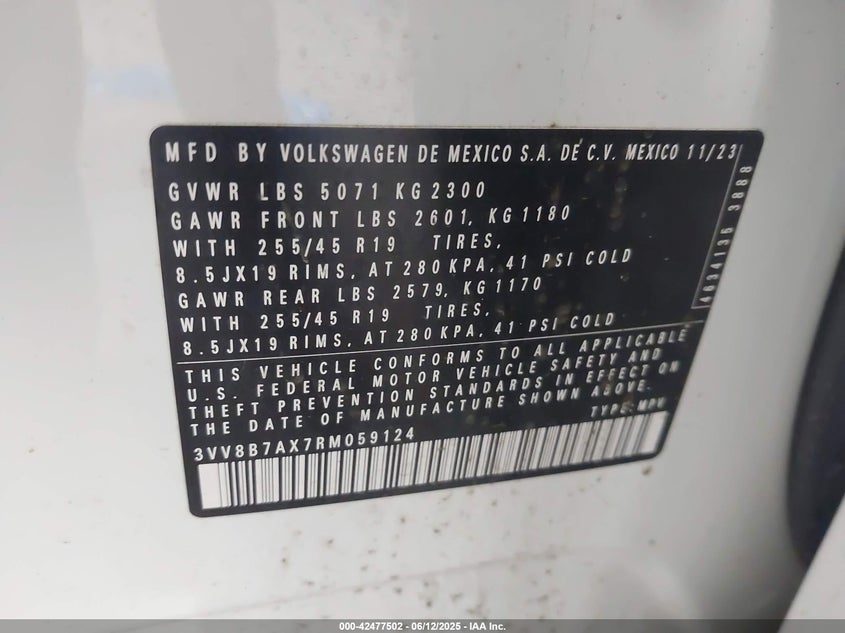 MFD BY VOLKSWAGEN DE MEXICO S.A. DE C.V. MEXICO 11/23
GVWR LBS 5071 KG 2300
GAWR FRONT LBS 2601, KG 1180
WITH 255/45 R19 TIRES,
8.5JX19 RIMS, AT 280 KPA, 41 PSI COLD
GAWR REAR LBS 2579, KG 1170
WITH 255/45 R19 TIRES,
8.5JX19 RIMS, AT 280KPA, 41 PSI COLD
4634135 3888
THIS VEHICLE CONFORMS TO ALL APPLICABLE
U.S. FEDERAL MOTOR VEHICLE SAFETY AND
THEFT PREVENTION STANDARDS IN EFFECT ON
THE DATE OF MANUFACTURE SHOWN ABOVE.
TYPE: MPV
3VV8B7AX7RM059124
000-42477502 - 06/12/2025 - IAA Inc.